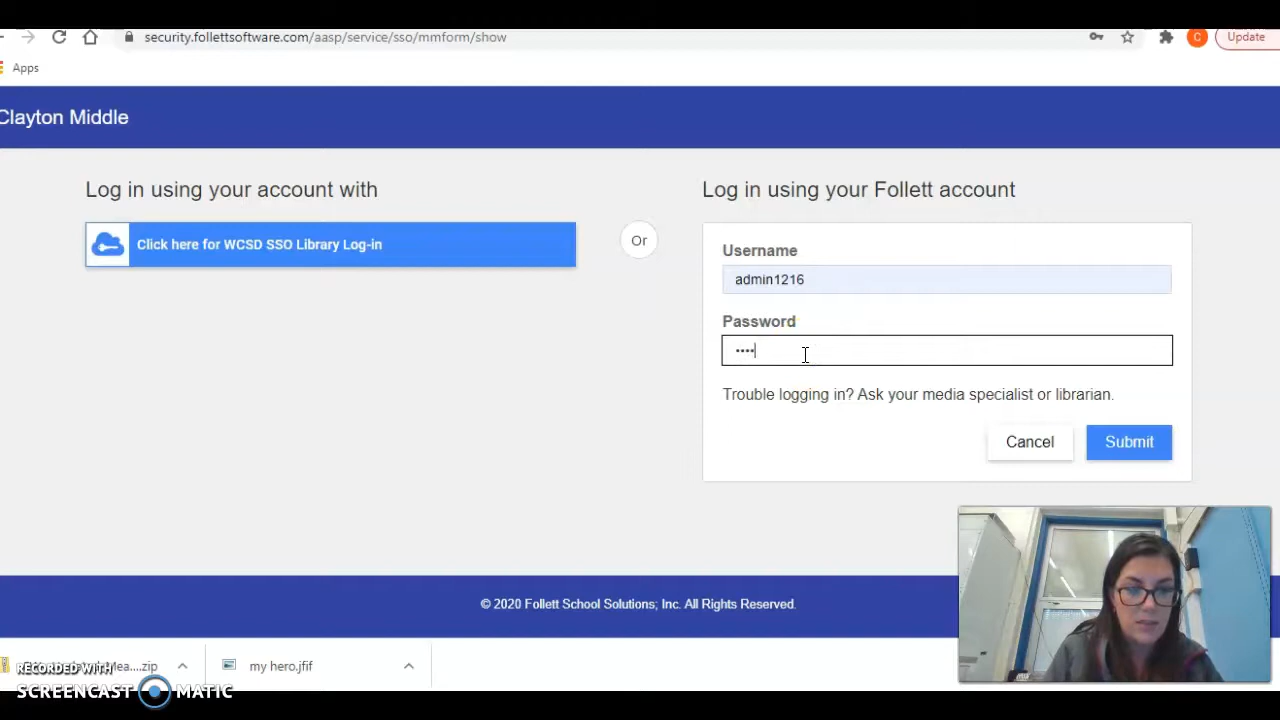 security.follettsoftware.com/aasp/service/sso/mmform/show
C
Update
Apps
Clayton Middle
Log in using your account with
Click here for WCSD SSO Library Log-in
Or
Log in using your Follett account
Username
admin1216
Password
••••
Trouble logging in? Ask your media specialist or librarian.
Cancel
Submit
© 2020 Follett School Solutions, Inc. All Rights Reserved.
Mea....zip
my hero.jfif
RECORDED WITH
SCREENCAST MATIC